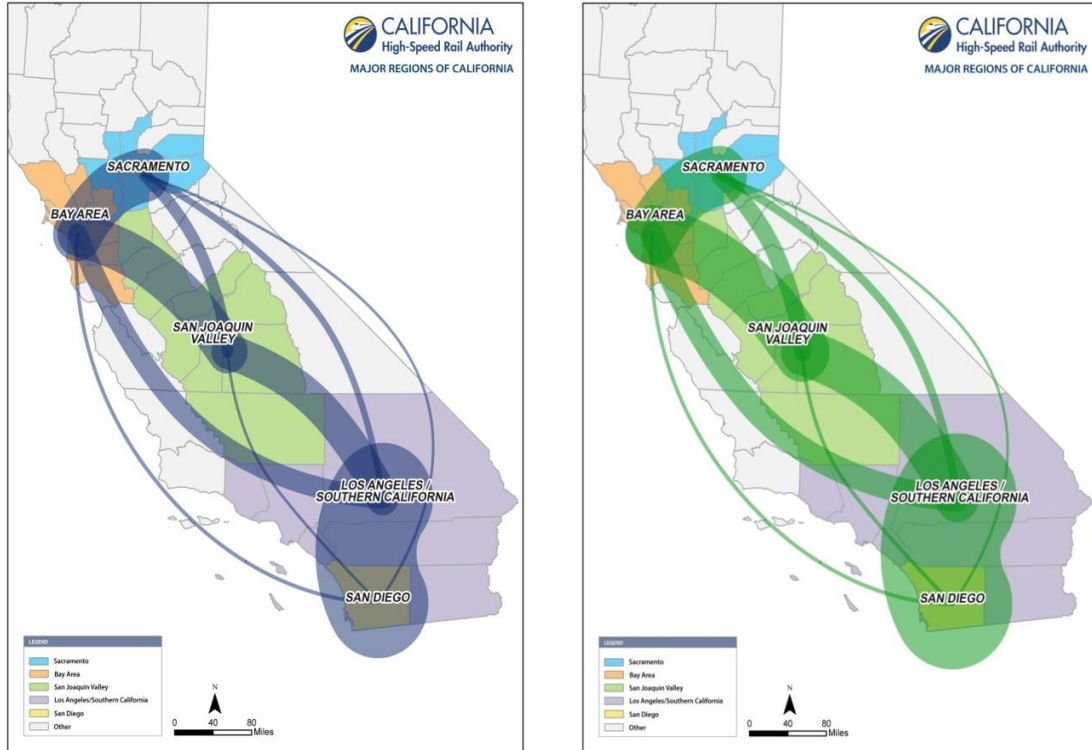 CALIFORNIA
High-Speed Rail Authority
MAJOR REGIONS OF CALIFORNIA
SACRAMENTO
BAY AREA
SAN JOAQUIN
VALLEY
LOS ANGELES /
SOUTHERN CALIFORNIA
SAN DIEGO
LEGEND
Sacramento
Bay Area
San Joaquin Valley
Los Angeles/Southern California
San Diego
Other
N
0 40 80
Miles
CALIFORNIA
High-Speed Rail Authority
MAJOR REGIONS OF CALIFORNIA
SACRAMENTO
BAY AREA
SAN JOAQUIN
VALLEY
LOS ANGELES /
SOUTHERN CALIFORNIA
SAN DIEGO
LEGEND
Sacramento
Bay Area
San Joaquin Valley
Los Angeles/Southern California
San Diego
Other
N
0 40 80
Miles